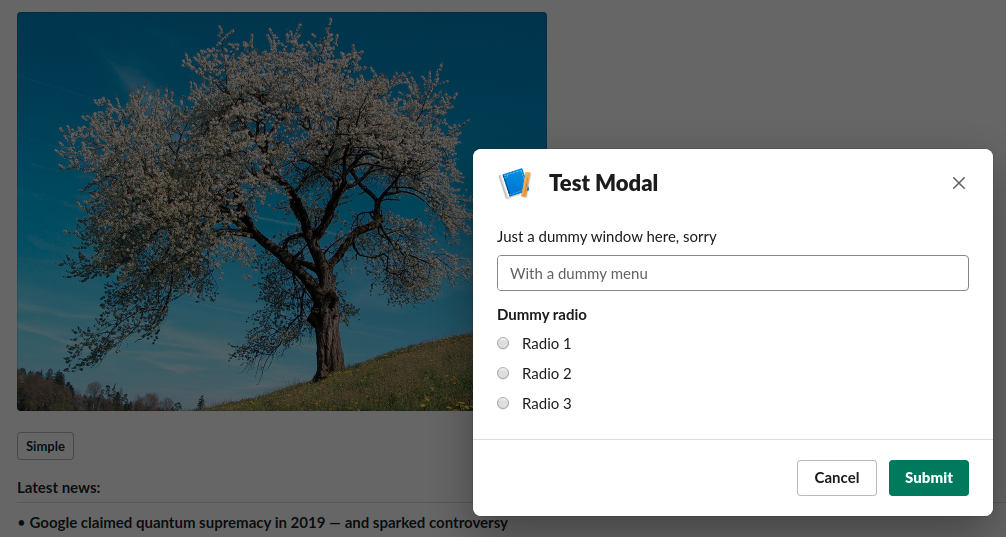 Test Modal
Just a dummy window here, sorry
With a dummy menu
Dummy radio
Radio 1
Radio 2
Radio 3
Cancel
Submit
Simple
Latest news:
• Google claimed quantum supremacy in 2019 — and sparked controversy